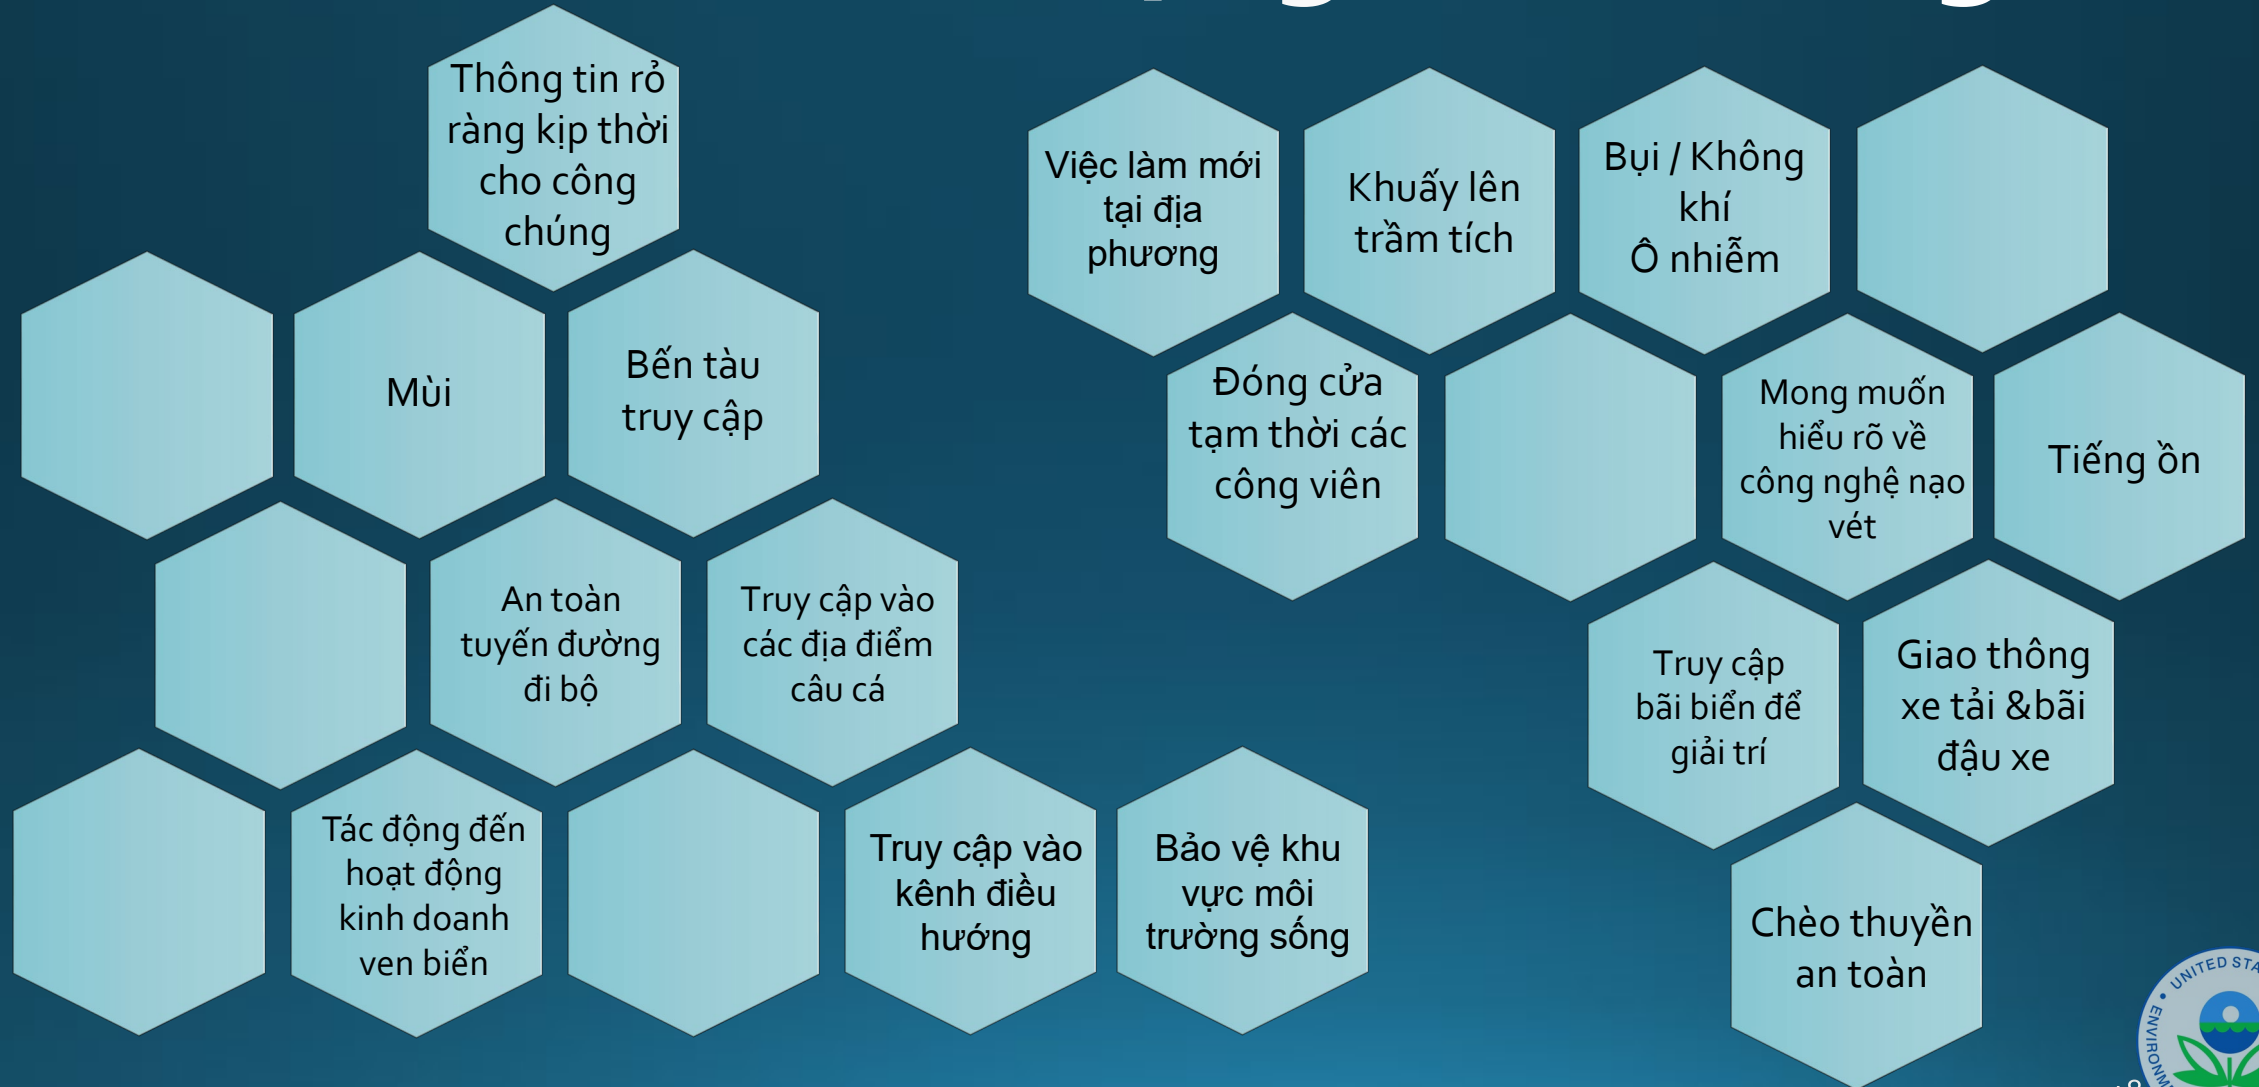 Thông tin rỏ
ràng kịp thời
cho công
chúng
Mùi
Bến tàu
truy cập
An toàn
tuyến đường
đi bộ
Truy cập vào
các địa điểm
câu cá
Tác động đến
hoạt động
kinh doanh
ven biển
Truy cập vào
kênh điều
hướng
Bảo vệ khu
vực môi
trường sống
Việc làm mới
tại địa
phương
Khuấy lên
trầm tích
Bụi / Không
khí
Ô nhiễm
Đóng cửa
tạm thời các
công viên
Mong muốn
hiểu rõ về
công nghệ nạo
vét
Tiếng ồn
Truy cập
bãi biển để
giải trí
Giao thông
xe tải &bãi
đậu xe
Chèo thuyền
an toàn
UNITED